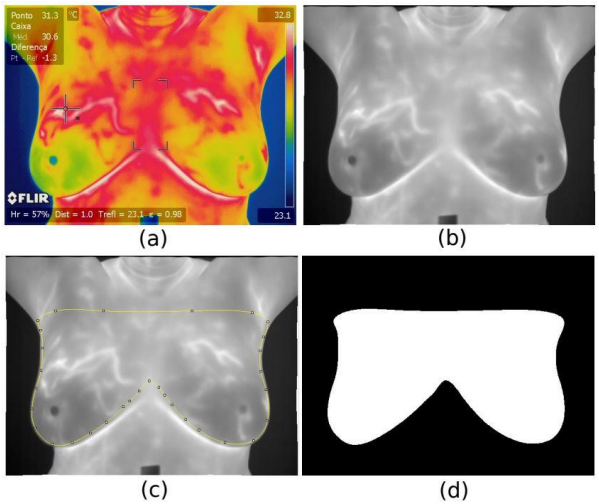 Ponto 31.3 °C 32.8
Caixa
Méd. 30.6
Diferença
Pt - Ref -1.3
FLIR
Hr = 57% Dist = 1.0 Trefl = 23.1 ε = 0.98 23.1
(a) (b)
(c) (d)